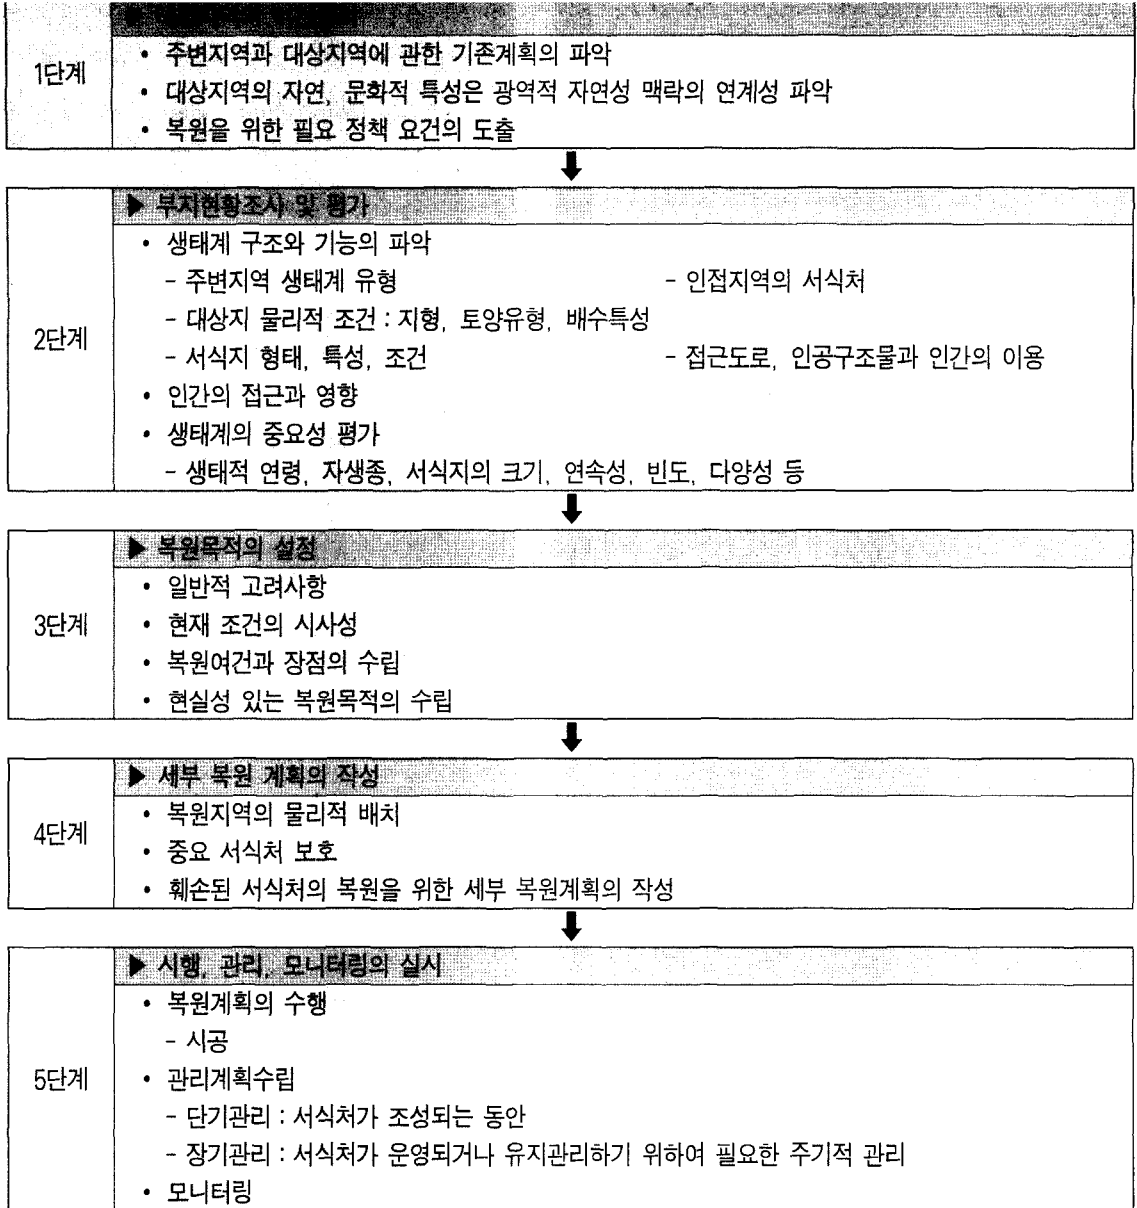 1단계
• 주변지역과 대상지역에 관한 기존계획의 파악
• 대상지역의 자연, 문화적 특성은 광역적 자연성 맥락의 연계성 파악
• 복원을 위한 필요 정책 요건의 도출
2단계
▶ 부지현황조사 및 평가
• 생태계 구조와 기능의 파악
- 주변지역 생태계 유형 - 인접지역의 서식처
- 대상지 물리적 조건 : 지형, 토양유형, 배수특성
- 서식지 형태, 특성, 조건 - 접근도로, 인공구조물과 인간의 이용
• 인간의 접근과 영향
• 생태계의 중요성 평가
- 생태적 연령, 자생종, 서식지의 크기, 연속성, 빈도, 다양성 등
3단계
▶ 복원목적의 설정
• 일반적 고려사항
• 현재 조건의 시사성
• 복원여건과 장점의 수립
• 현실성 있는 복원목적의 수립
4단계
▶ 세부 복원 계획의 작성
• 복원지역의 물리적 배치
• 중요 서식처 보호
• 훼손된 서식처의 복원을 위한 세부 복원계획의 작성
5단계
▶ 시행, 관리, 모니터링의 실시
• 복원계획의 수행
- 시공
• 관리계획수립
- 단기관리 : 서식처가 조성되는 동안
- 장기관리 : 서식처가 운영되거나 유지관리하기 위하여 필요한 주기적 관리
• 모니터링